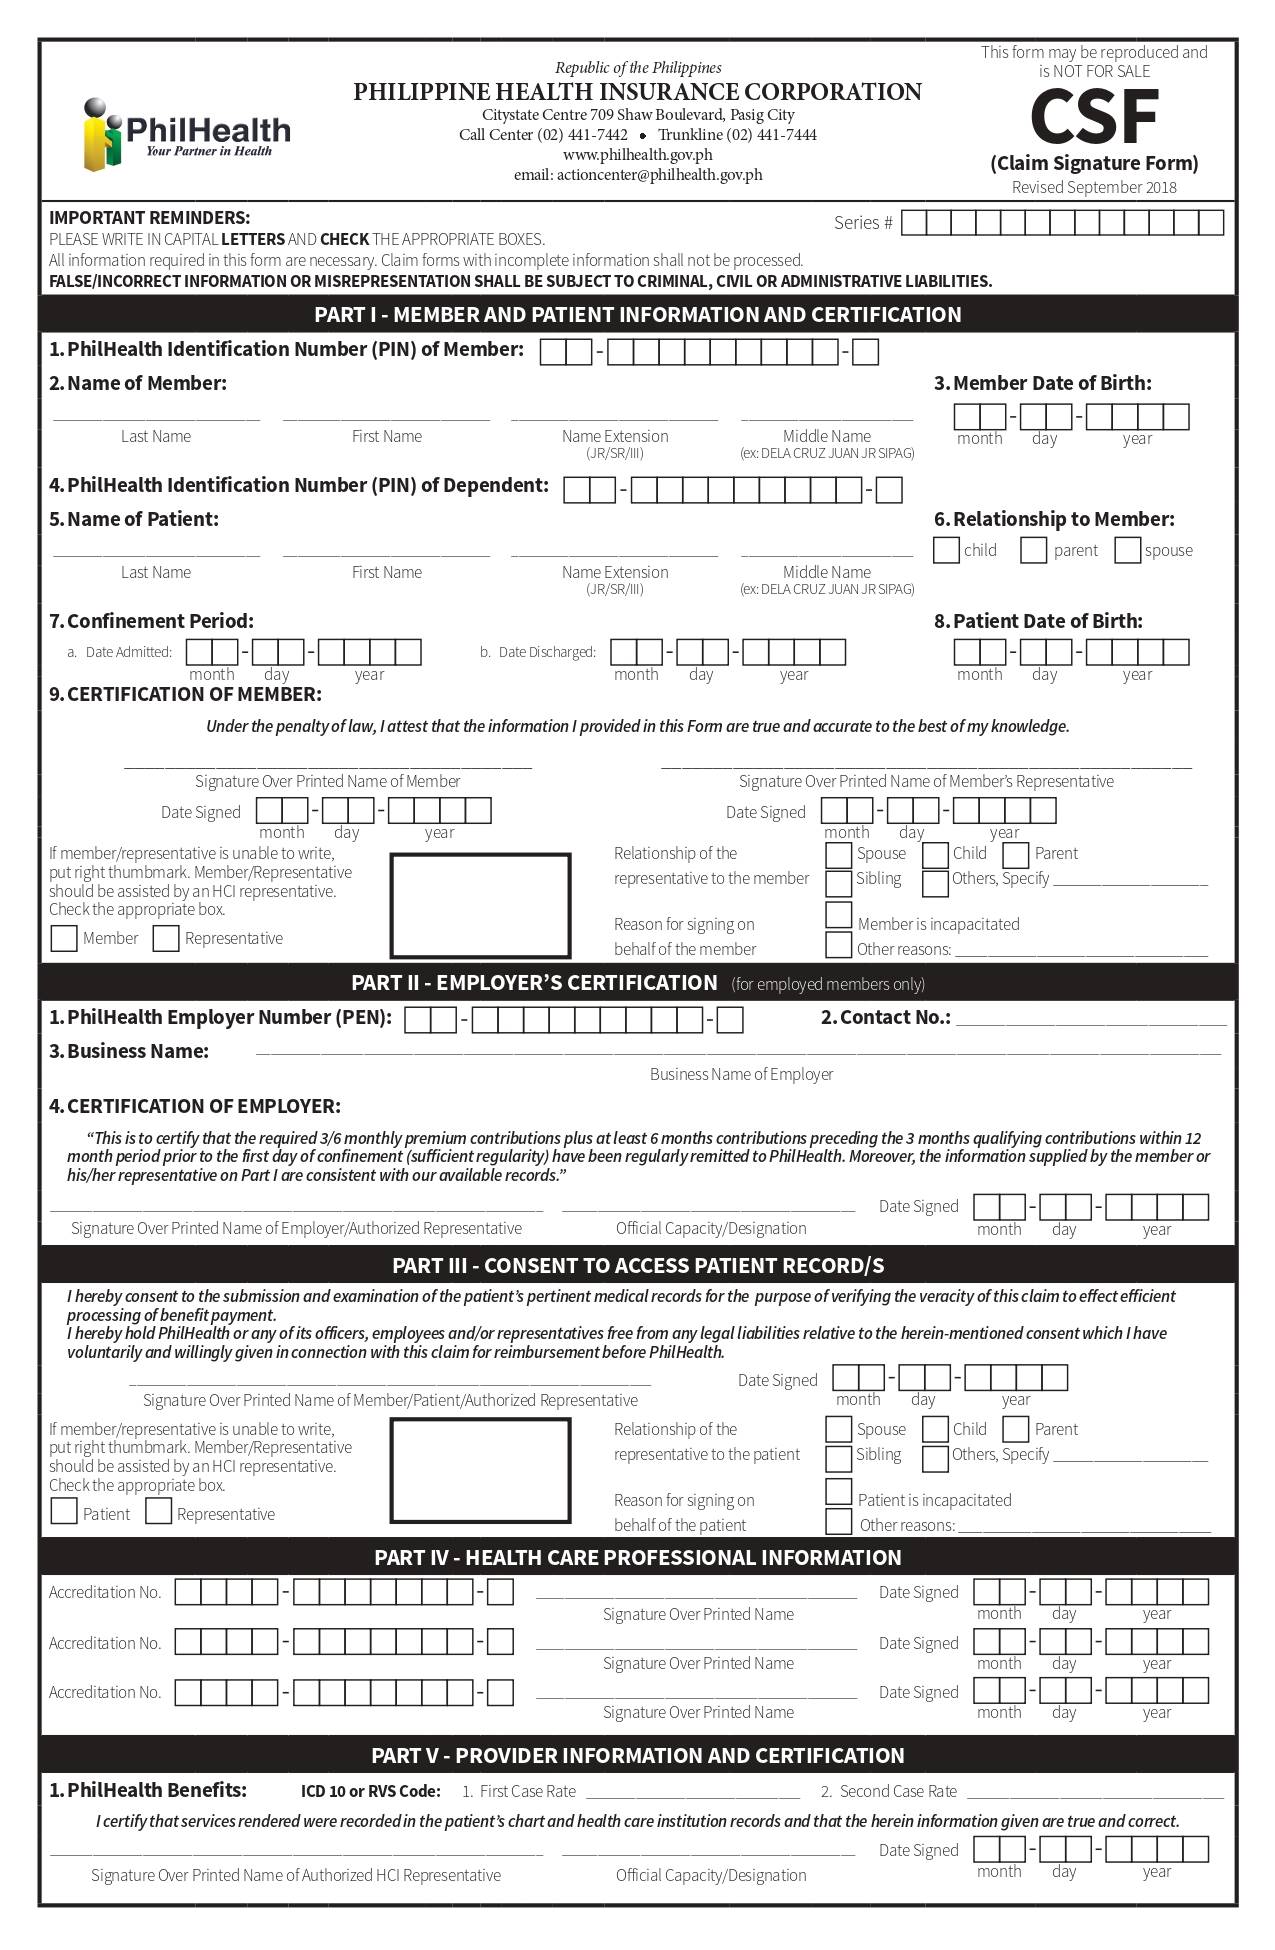 This form may be reproduced and
is NOT FOR SALE
CSF
(Claim Signature Form)
Revised September 2018
PhilHealth
Your Partner in Health
Republic of the Philippines
PHILIPPINE HEALTH INSURANCE CORPORATION
Citystate Centre 709 Shaw Boulevard, Pasig City
Call Center (02) 441-7442 • Trunkline (02) 441-7444
www.philhealth.gov.ph
email: actioncenter@philhealth.gov.ph
IMPORTANT REMINDERS:
Series #
PLEASE WRITE IN CAPITAL LETTERS AND CHECK THE APPROPRIATE BOXES.
All information required in this form are necessary. Claim forms with incomplete information shall not be processed.
FALSE/INCORRECT INFORMATION OR MISREPRESENTATION SHALL BE SUBJECT TO CRIMINAL, CIVIL OR ADMINISTRATIVE LIABILITIES.
PART I - MEMBER AND PATIENT INFORMATION AND CERTIFICATION
1. PhilHealth Identification Number (PIN) of Member: - -
2. Name of Member:
3. Member Date of Birth:
Last Name First Name Name Extension (JR/SR/III) Middle Name (ex: DELA CRUZ JUAN JR SIPAG)
- -
month day year
4. PhilHealth Identification Number (PIN) of Dependent: - -
5. Name of Patient:
6. Relationship to Member:
child parent spouse
Last Name First Name Name Extension (JR/SR/III) Middle Name (ex: DELA CRUZ JUAN JR SIPAG)
7. Confinement Period:
8. Patient Date of Birth:
a. Date Admitted: - - b. Date Discharged: - - - -
month day year month day year month day year
9. CERTIFICATION OF MEMBER:
Under the penalty of law, I attest that the information I provided in this Form are true and accurate to the best of my knowledge.
Signature Over Printed Name of Member
Signature Over Printed Name of Member's Representative
Date Signed - - Date Signed - -
month day year month day year
If member/representative is unable to write,
put right thumbmark. Member/Representative
should be assisted by an HCI representative.
Check the appropriate box.
Member Representative
Relationship of the
representative to the member
Spouse Child Parent
Sibling Others, Specify
Reason for signing on
behalf of the member
Member is incapacitated
Other reasons:
PART II - EMPLOYER'S CERTIFICATION (for employed members only)
1. PhilHealth Employer Number (PEN): - - 2. Contact No.:
3. Business Name:
Business Name of Employer
4. CERTIFICATION OF EMPLOYER:
“This is to certify that the required 3/6 monthly premium contributions plus at least 6 months contributions preceding the 3 months qualifying contributions within 12
month period prior to the first day of confinement (sufficient regularity) have been regularly remitted to PhilHealth. Moreover, the information supplied by the member or
his/her representative on Part I are consistent with our available records.”
Date Signed - -
Signature Over Printed Name of Employer/Authorized Representative Official Capacity/Designation month day year
PART III - CONSENT TO ACCESS PATIENT RECORD/S
I hereby consent to the submission and examination of the patient's pertinent medical records for the purpose of verifying the veracity of this claim to effect efficient
processing of benefit payment.
I hereby hold PhilHealth or any of its officers, employees and/or representatives free from any legal liabilities relative to the herein-mentioned consent which I have
voluntarily and willingly given in connection with this claim for reimbursement before PhilHealth.
Date Signed - -
Signature Over Printed Name of Member/Patient/Authorized Representative month day year
If member/representative is unable to write,
put right thumbmark. Member/Representative
should be assisted by an HCI representative.
Check the appropriate box.
Patient Representative
Relationship of the
representative to the patient
Spouse Child Parent
Sibling Others, Specify
Reason for signing on
behalf of the patient
Patient is incapacitated
Other reasons:
PART IV - HEALTH CARE PROFESSIONAL INFORMATION
Accreditation No. - - Date Signed - -
Signature Over Printed Name month day year
Accreditation No. - - Date Signed - -
Signature Over Printed Name month day year
Accreditation No. - - Date Signed - -
Signature Over Printed Name month day year
PART V - PROVIDER INFORMATION AND CERTIFICATION
1. PhilHealth Benefits: ICD 10 or RVS Code: 1. First Case Rate 2. Second Case Rate
I certify that services rendered were recorded in the patient's chart and health care institution records and that the herein information given are true and correct.
Date Signed - -
Signature Over Printed Name of Authorized HCI Representative Official Capacity/Designation month day year